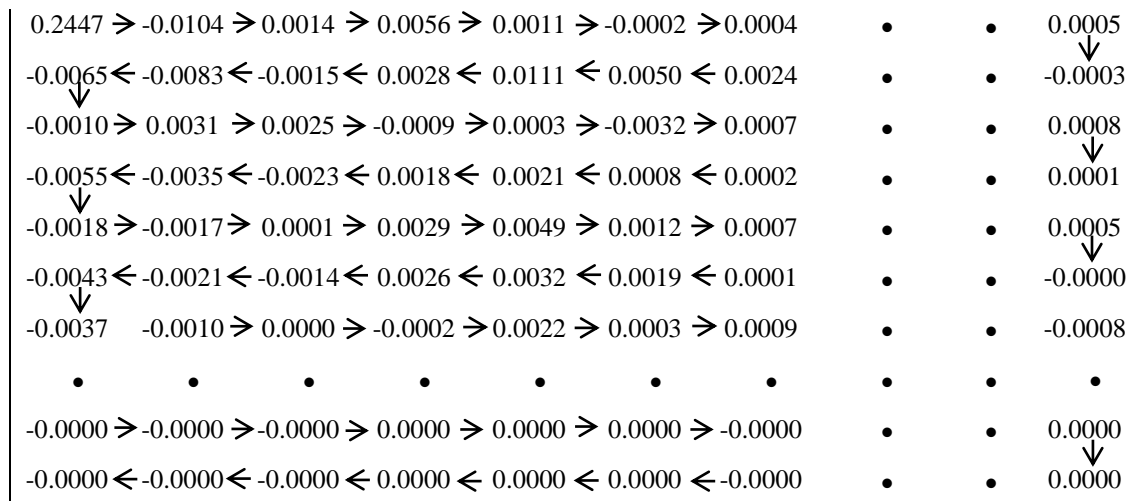 0.2447 → -0.0104 → 0.0014 → 0.0056 → 0.0011 → -0.0002 → 0.0004 • • 0.0005
-0.0065 ← -0.0083 ← -0.0015 ← 0.0028 ← 0.0111 ← 0.0050 ← 0.0024 • • -0.0003
-0.0010 → 0.0031 → 0.0025 → -0.0009 → 0.0003 → -0.0032 → 0.0007 • • 0.0008
-0.0055 ← -0.0035 ← -0.0023 ← 0.0018 ← 0.0021 ← 0.0008 ← 0.0002 • • 0.0001
-0.0018 → -0.0017 → 0.0001 → 0.0029 → 0.0049 → 0.0012 → 0.0007 • • 0.0005
-0.0043 ← -0.0021 ← -0.0014 ← 0.0026 ← 0.0032 ← 0.0019 ← 0.0001 • • -0.0000
-0.0037 -0.0010 → 0.0000 → -0.0002 → 0.0022 → 0.0003 → 0.0009 • • -0.0008
• • • • • • • • • •
-0.0000 → -0.0000 → -0.0000 → 0.0000 → 0.0000 → 0.0000 → -0.0000 • • 0.0000
-0.0000 ← -0.0000 ← -0.0000 ← 0.0000 ← 0.0000 ← 0.0000 ← -0.0000 • • 0.0000